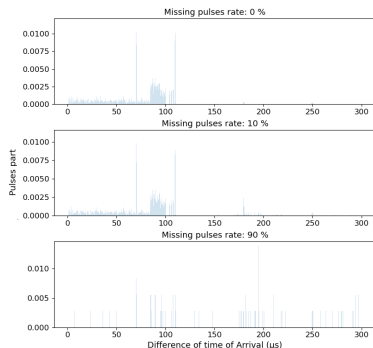 Missing pulses rate: 0 %
0.0100
0.0075
0.0050
0.0025
0.0000
0 50 100 150 200 250 300
Missing pulses rate: 10 %
Pulses part
0.0100
0.0075
0.0050
0.0025
0.0000
0 50 100 150 200 250 300
Missing pulses rate: 90 %
0.010
0.005
0.000
0 50 100 150 200 250 300
Difference of time of Arrival (µs)